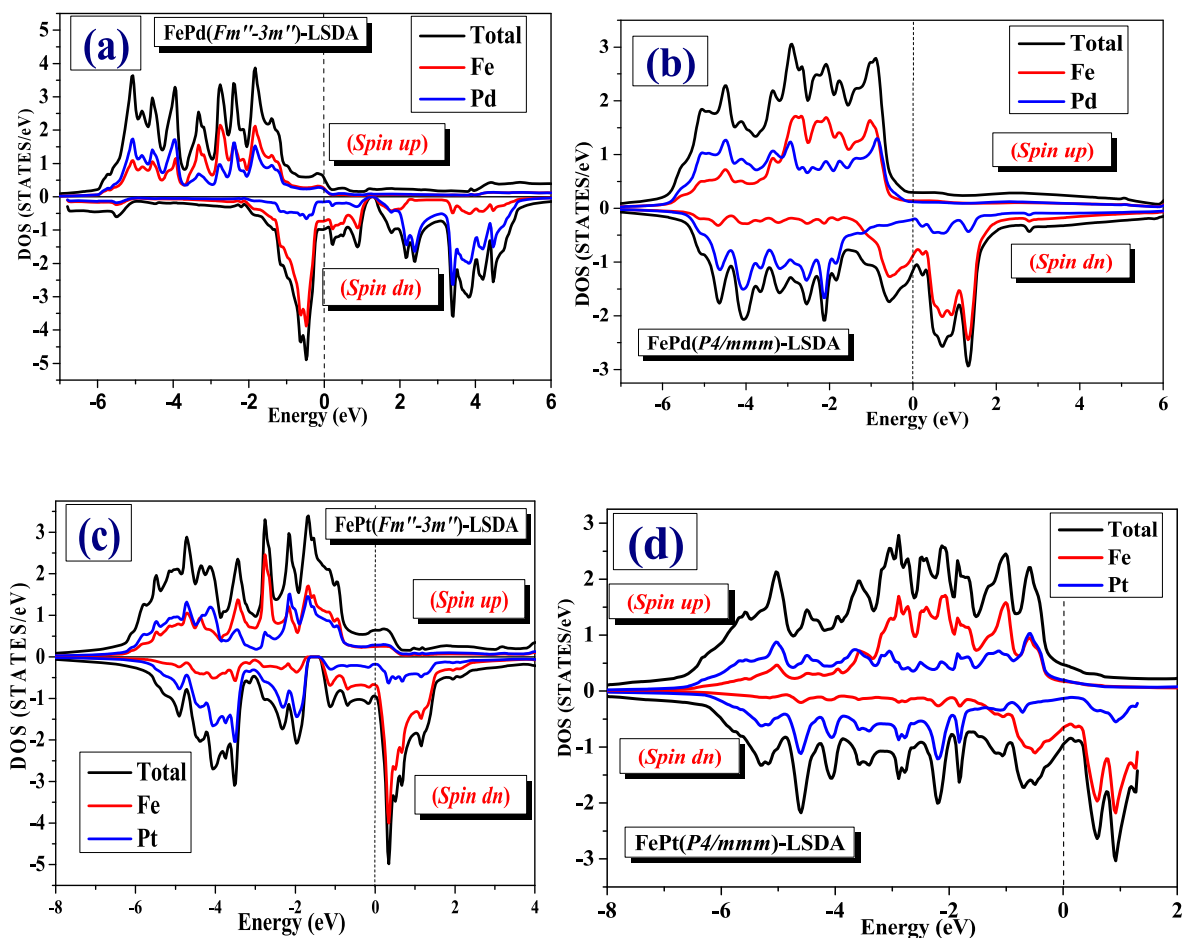 (a)
FePd(Fm"-3m")-LSDA
Total
Fe
Pd
(Spin up)
(Spin dn)
DOS (STATES/eV)
5
4
3
2
1
0
-1
-2
-3
-4
-5
-6 -4 -2 0 2 4 6
Energy (eV)
(b)
Total
Fe
Pd
(Spin up)
(Spin dn)
FePd(P4/mmm)-LSDA
DOS (STATES/eV)
3
2
1
0
-1
-2
-3
-6 -4 -2 0 2 4 6
Energy (eV)
(c)
FePt(Fm"-3m")-LSDA
(Spin up)
Total
Fe
Pt
(Spin dn)
DOS (STATES/eV)
3
2
1
0
-1
-2
-3
-4
-5
-8 -6 -4 -2 0 2 4
Energy (eV)
(d)
Total
Fe
Pt
(Spin up)
(Spin dn)
FePt(P4/mmm)-LSDA
DOS (STATES/eV)
3
2
1
0
-1
-2
-3
-8 -6 -4 -2 0 2
Energy (eV)